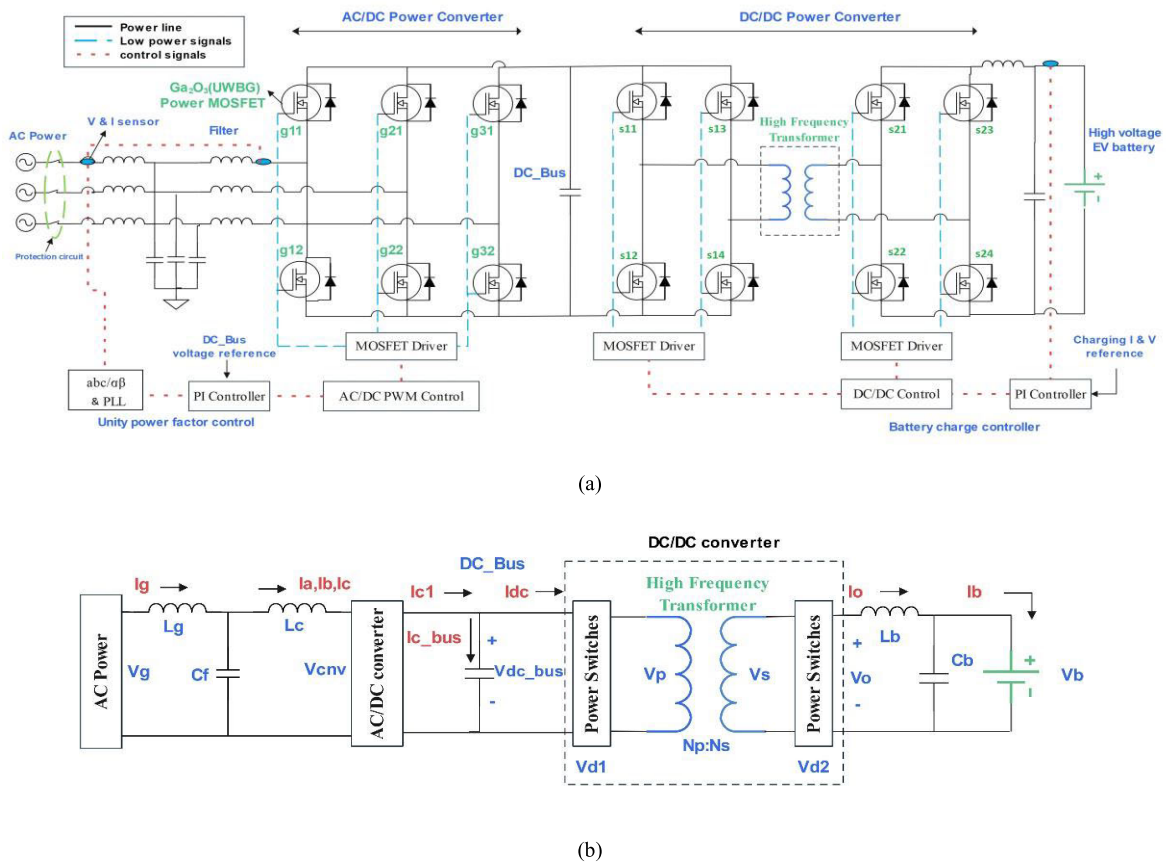 Power line
Low power signals
control signals
AC/DC Power Converter
DC/DC Power Converter
Ga₂O₃(UWBG)
Power MOSFET
g11
g21
g31
s11
s13
s21
s23
AC Power
V & I sensor
Filter
High Frequency
Transformer
High voltage
EV battery
DC_Bus
+
-
Protection circuit
g12
g22
g32
s12
s14
s22
s24
DC_Bus
voltage reference
MOSFET Driver
MOSFET Driver
MOSFET Driver
Charging I & V
reference
abc/αβ
& PLL
PI Controller
AC/DC PWM Control
DC/DC Control
PI Controller
Unity power factor control
Battery charge controller
(a)
DC/DC converter
DC_Bus
Ig
Ia,Ib,Ic
Ic1
Idc
High Frequency
Transformer
Io
Ib
Lg
Lc
Ic_bus
Lb
AC Power
Vg
Cf
Vcnv
AC/DC converter
+
Vdc_bus
-
Power Switches
Vp
Vs
Power Switches
+
Vo
-
Cb
+
-
Vb
Np:Ns
Vd1
Vd2
(b)